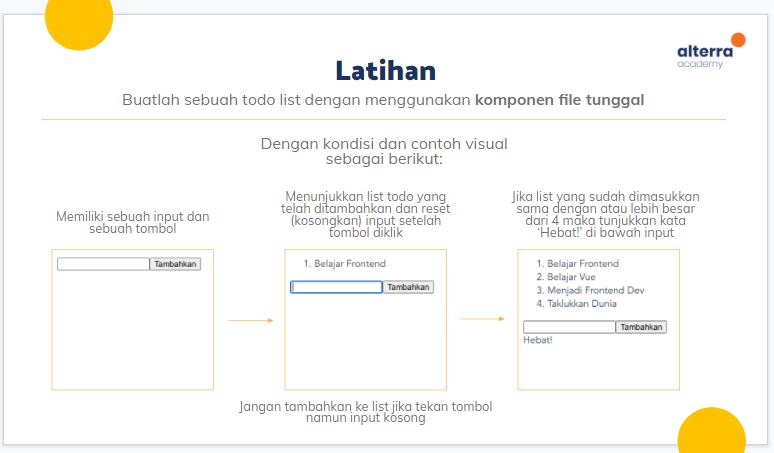 alterra
academy
Latihan
Buatlah sebuah todo list dengan menggunakan komponen file tunggal
Dengan kondisi dan contoh visual
sebagai berikut:
Memiliki sebuah input dan
sebuah tombol
Tambahkan
Menunjukkan list todo yang
telah ditambahkan dan reset
(kosongkan) input setelah
tombol diklik
1. Belajar Frontend
Tambahkan
Jika list yang sudah dimasukkan
sama dengan atau lebih besar
dari 4 maka tunjukkan kata
'Hebat!' di bawah input
1. Belajar Frontend
2. Belajar Vue
3. Menjadi Frontend Dev
4. Taklukkan Dunia
Tambahkan
Hebat!
Jangan tambahkan ke list jika tekan tombol
namun input kosong